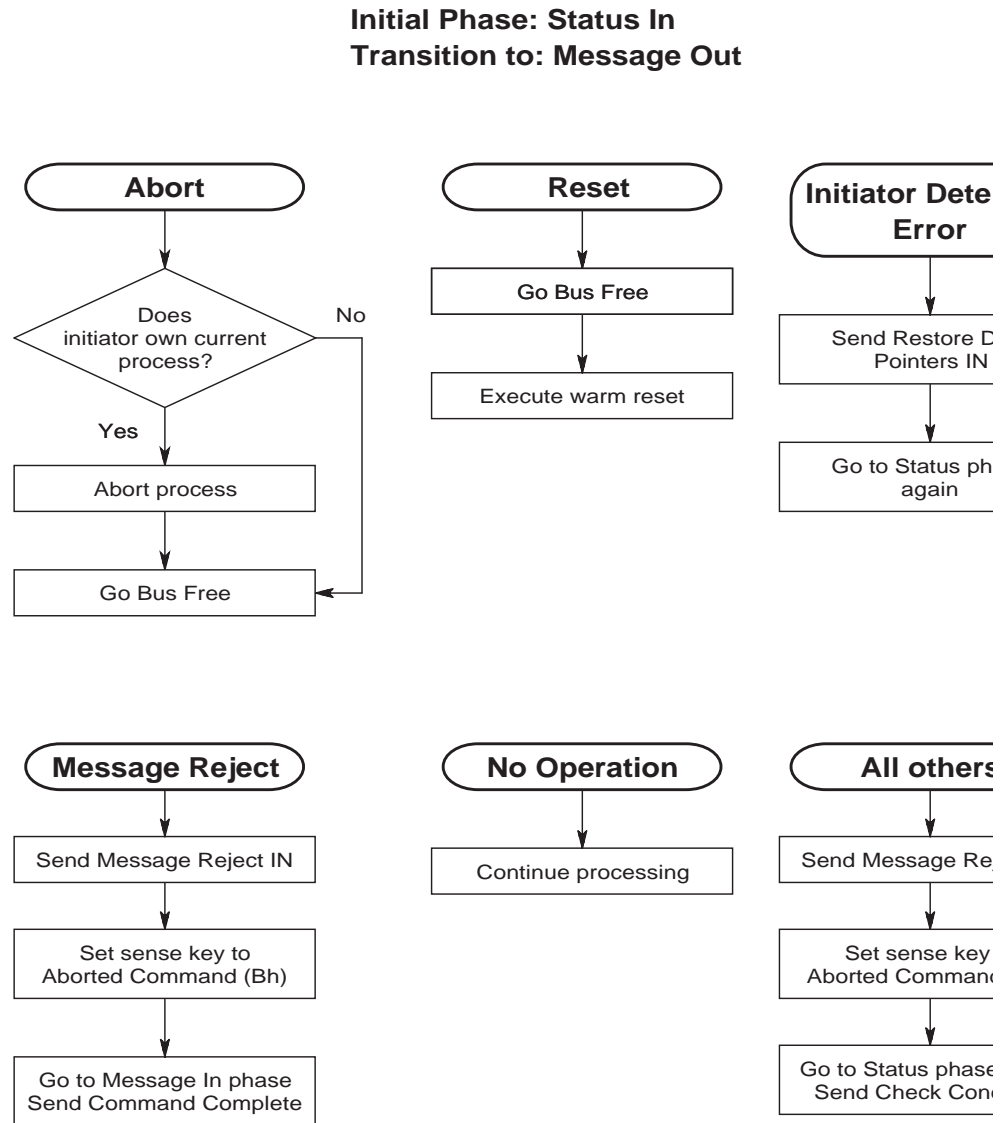 Initial Phase: Status In
Transition to: Message Out
Abort
Does
initiator own current
process?
No
Yes
Abort process
Go Bus Free
Reset
Go Bus Free
Execute warm reset
Initiator Dete
Error
Send Restore D
Pointers IN
Go to Status ph
again
Message Reject
Send Message Reject IN
Set sense key to
Aborted Command (Bh)
Go to Message In phase
Send Command Complete
No Operation
Continue processing
All others
Send Message Re
Set sense key
Aborted Command
Go to Status phase
Send Check Con